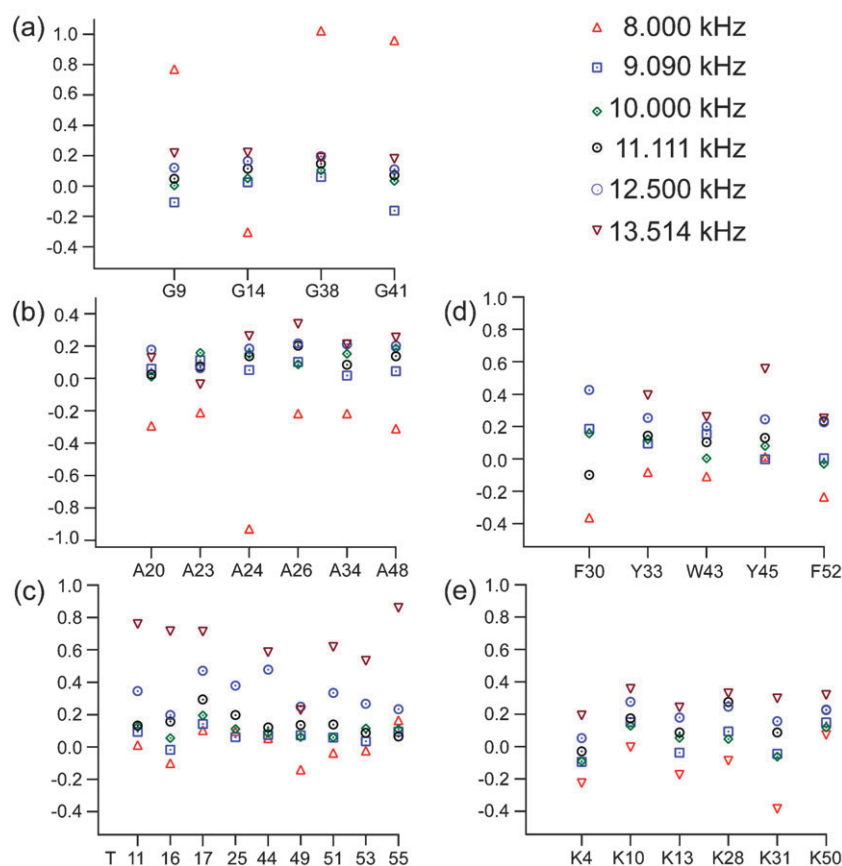 (a)
1.0
0.8
0.6
0.4
0.2
0.0
-0.2
-0.4
G9 G14 G38 G41
8.000 kHz
9.090 kHz
10.000 kHz
11.111 kHz
12.500 kHz
13.514 kHz
(b)
0.4
0.2
0.0
-0.2
-0.4
-0.6
-0.8
-1.0
A20 A23 A24 A26 A34 A48
(d)
1.0
0.8
0.6
0.4
0.2
0.0
-0.2
-0.4
F30 Y33 W43 Y45 F52
(c)
1.0
0.8
0.6
0.4
0.2
0.0
-0.2
-0.4
T 11 16 17 25 44 49 51 53 55
(e)
1.0
0.8
0.6
0.4
0.2
0.0
-0.2
-0.4
K4 K10 K13 K28 K31 K50